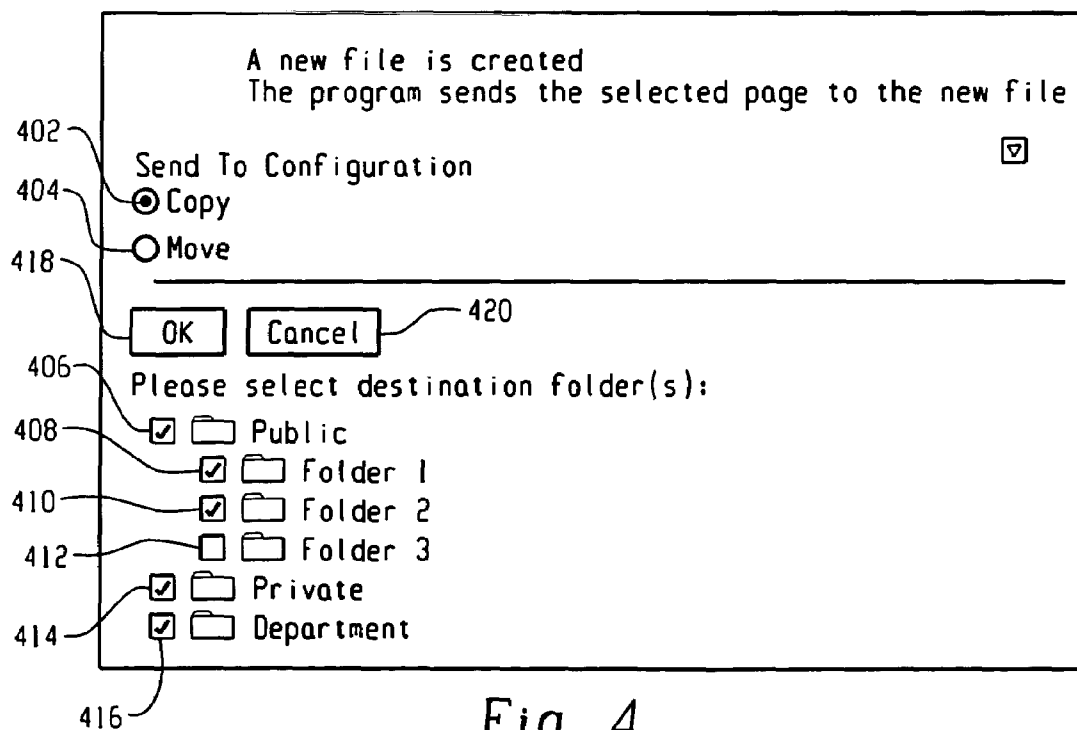 A new file is created
The program sends the selected page to the new file
402
Send To Configuration
404
Copy
Move
418
OK
Cancel
420
406
Please select destination folder(s):
Public
408
Folder 1
410
Folder 2
412
Folder 3
Private
414
Department
416
Fig. 4